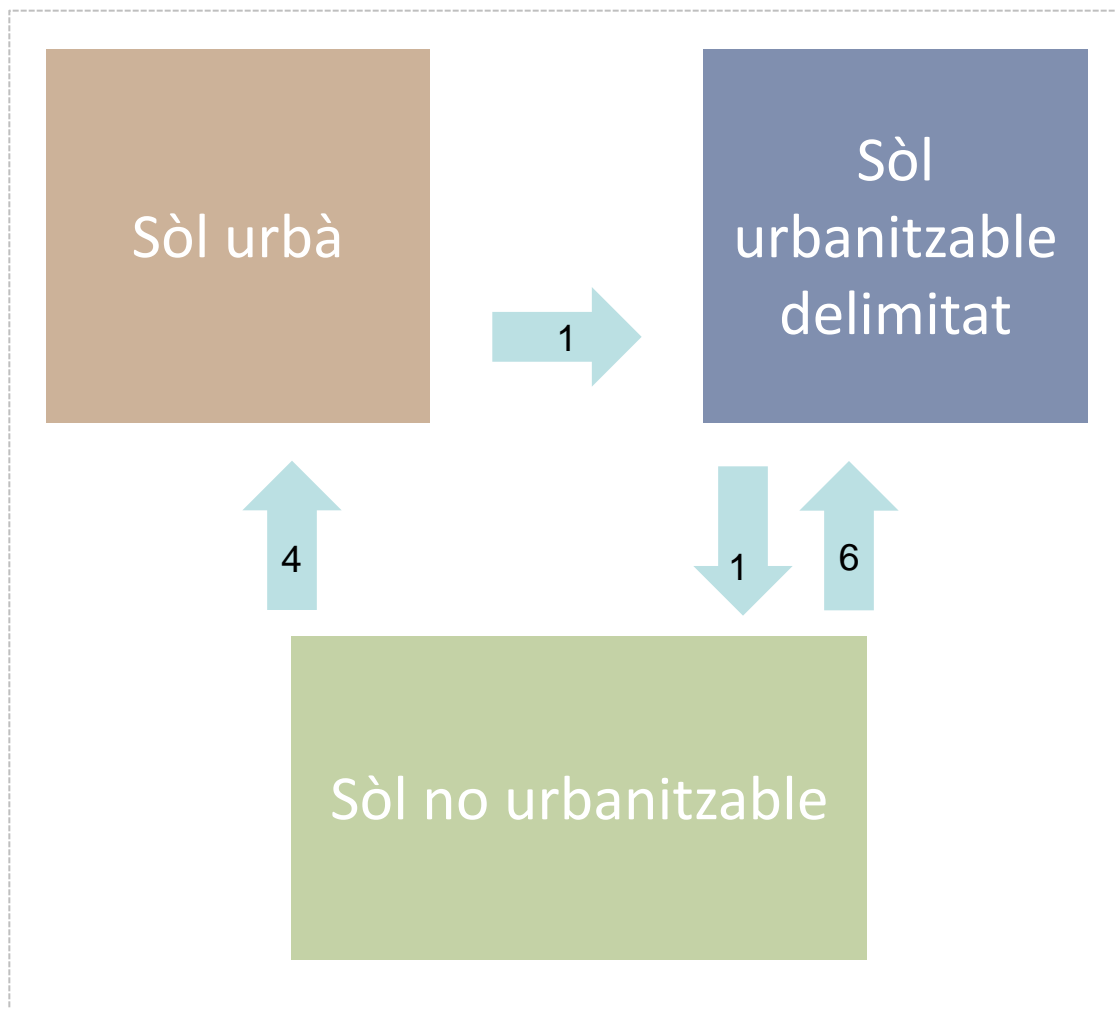 Sòl urbà
Sòl
urbanitzable
delimitat
1
4
1
6
Sòl no urbanitzable